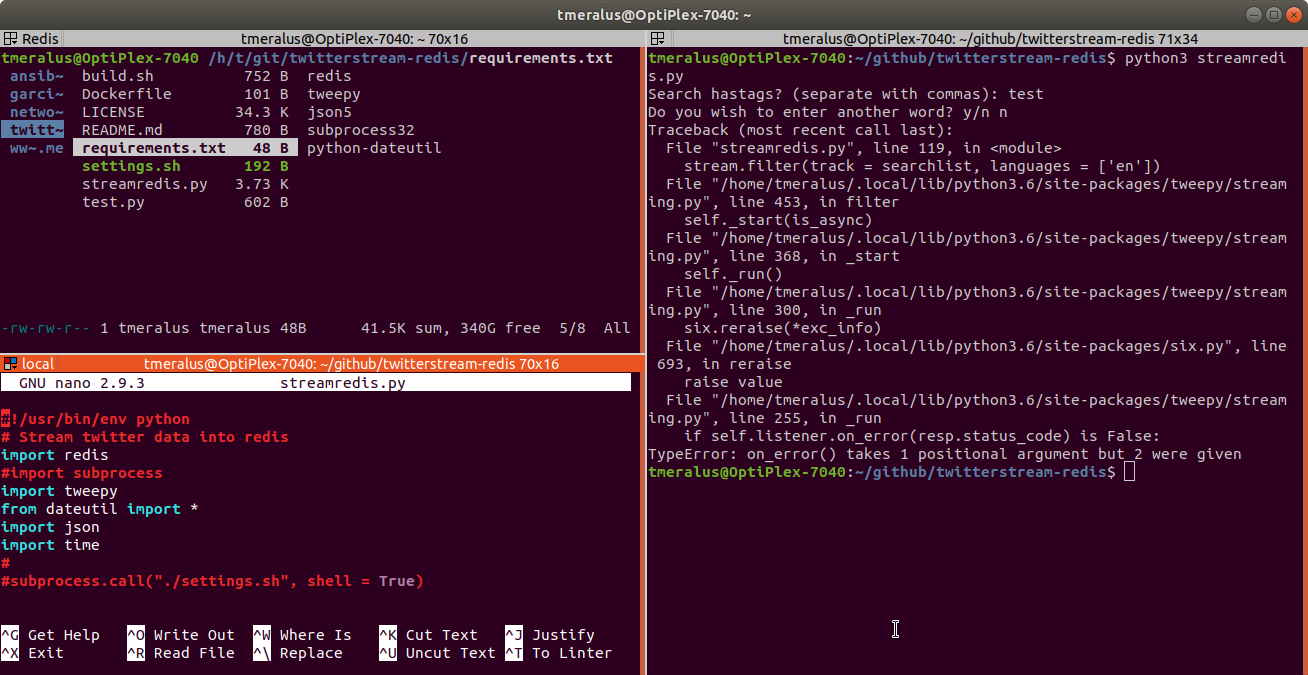 tmeralus@OptiPlex-7040: ~
Redis tmeralus@OptiPlex-7040: ~ 70x16
tmeralus@OptiPlex-7040 /h/t/git/twitterstream-redis/requirements.txt
ansib~ build.sh 752 B redis
garci~ Dockerfile 101 B tweepy
netwo~ LICENSE 34.3 K json5
twitt~ README.md 780 B subprocess32
ww~.me requirements.txt 48 B python-dateutil
settings.sh 192 B
streamredis.py 3.73 K
test.py 602 B
-rw-rw-r-- 1 tmeralus tmeralus 48B 41.5K sum, 340G free 5/8 All
local tmeralus@OptiPlex-7040: ~/github/twitterstream-redis 70x16
GNU nano 2.9.3 streamredis.py
#!/usr/bin/env python
# Stream twitter data into redis
import redis
#import subprocess
import tweepy
from dateutil import *
import json
import time
#
#subprocess.call("./settings.sh", shell = True)
^G Get Help ^O Write Out ^W Where Is ^K Cut Text ^J Justify
^X Exit ^R Read File ^\ Replace ^U Uncut Text ^T To Linter
tmeralus@OptiPlex-7040: ~/github/twitterstream-redis 71x34
tmeralus@OptiPlex-7040:~/github/twitterstream-redis$ python3 streamredi
s.py
Search hastags? (separate with commas): test
Do you wish to enter another word? y/n n
Traceback (most recent call last):
File "streamredis.py", line 119, in <module>
stream.filter(track = searchlist, languages = ['en'])
File "/home/tmeralus/.local/lib/python3.6/site-packages/tweepy/stream
ing.py", line 453, in filter
self._start(is_async)
File "/home/tmeralus/.local/lib/python3.6/site-packages/tweepy/stream
ing.py", line 368, in _start
self._run()
File "/home/tmeralus/.local/lib/python3.6/site-packages/tweepy/stream
ing.py", line 300, in _run
six.reraise(*exc_info)
File "/home/tmeralus/.local/lib/python3.6/site-packages/six.py", line
693, in reraise
raise value
File "/home/tmeralus/.local/lib/python3.6/site-packages/tweepy/stream
ing.py", line 255, in _run
if self.listener.on_error(resp.status_code) is False:
TypeError: on_error() takes 1 positional argument but 2 were given
tmeralus@OptiPlex-7040:~/github/twitterstream-redis$